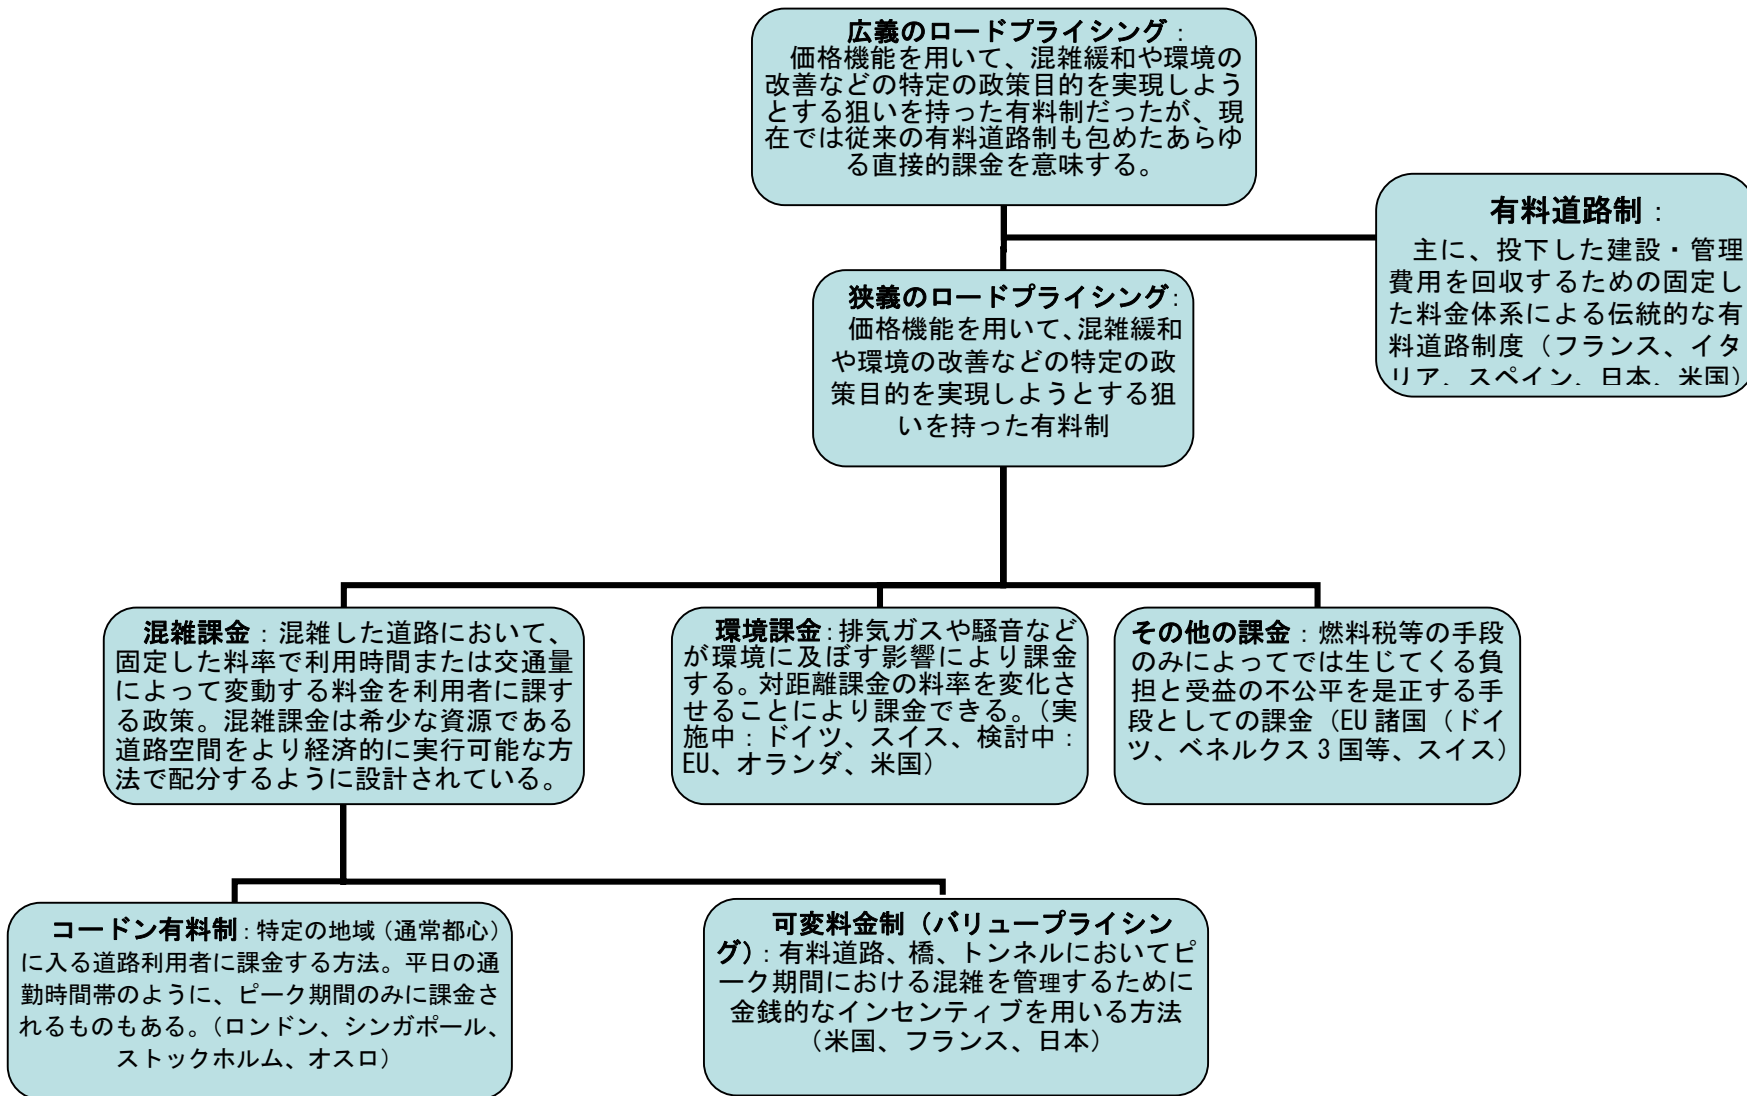 広義のロードプライシング：
価格機能を用いて、混雑緩和や環境の
改善などの特定の政策目的を実現しよう
とする狙いを持った有料制だったが、現
在では従来の有料道路制も包めたあらゆ
る直接的課金を意味する。
有料道路制：
主に、投下した建設・管理
費用を回収するための固定し
た料金体系による伝統的な有
料道路制度（フランス、イタ
リア、スペイン、日本、米国）
狭義のロードプライシング：
価格機能を用いて、混雑緩和
や環境の改善などの特定の政
策目的を実現しようとする狙
いを持った有料制
混雑課金：混雑した道路において、
固定した料率で利用時間または交通量
によって変動する料金を利用者に課す
る政策。混雑課金は希少な資源である
道路空間をより経済的に実行可能な方
法で配分するように設計されている。
環境課金：排気ガスや騒音など
が環境に及ぼす影響により課金
する。対距離課金の料率を変化さ
せることにより課金できる。（実
施中：ドイツ、スイス、検討中：
EU、オランダ、米国）
その他の課金：燃料税等の手段
のみによってでは生じてくる負
担と受益の不公平を是正する手
段としての課金（EU 諸国（ドイ
ツ、ベネルクス 3 国等、スイス）
コードン有料制：特定の地域（通常都心）
に入る道路利用者に課金する方法。平日の通
勤時間帯のように、ピーク期間のみに課金さ
れるものもある。（ロンドン、シンガポール、
ストックホルム、オスロ）
可変料金制（バリュープライシン
グ）：有料道路、橋、トンネルにおいてピ
ーク期間における混雑を管理するために
金銭的なインセンティブを用いる方法
（米国、フランス、日本）